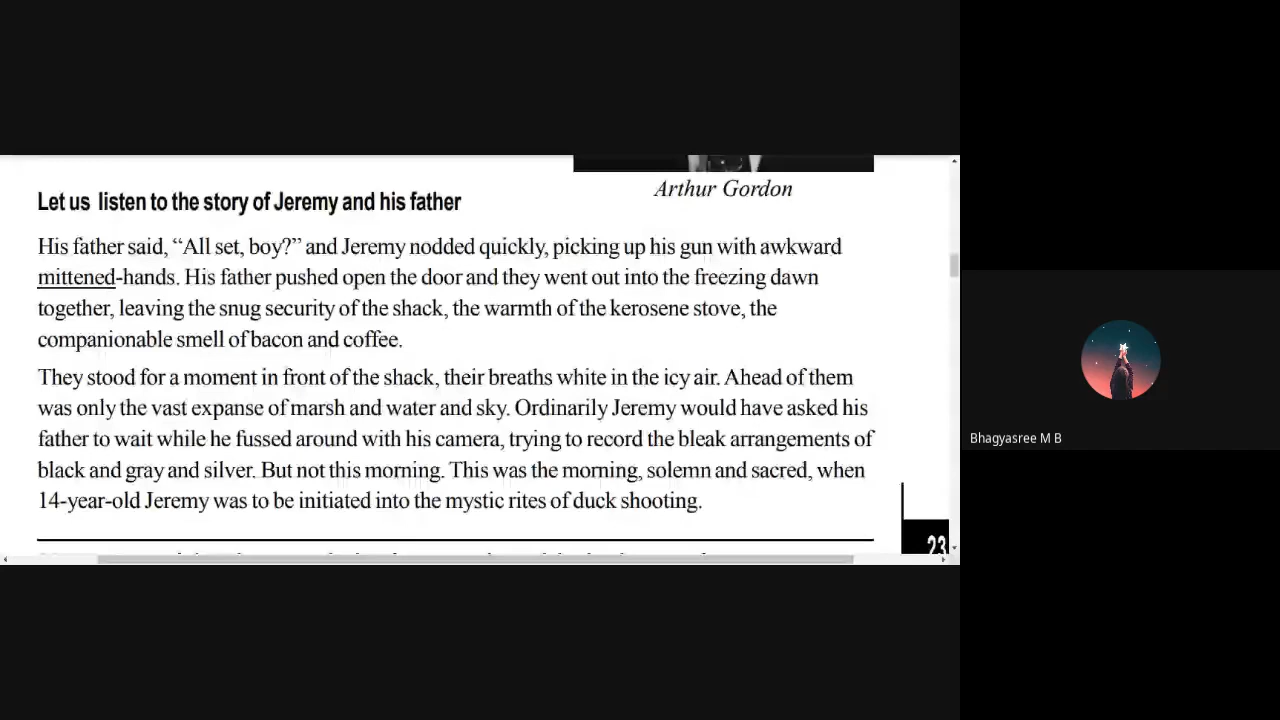 Arthur Gordon
Let us listen to the story of Jeremy and his father
His father said, “All set, boy?” and Jeremy nodded quickly, picking up his gun with awkward
mittened-hands. His father pushed open the door and they went out into the freezing dawn
together, leaving the snug security of the shack, the warmth of the kerosene stove, the
companionable smell of bacon and coffee.
They stood for a moment in front of the shack, their breaths white in the icy air. Ahead of them
was only the vast expanse of marsh and water and sky. Ordinarily Jeremy would have asked his
father to wait while he fussed around with his camera, trying to record the bleak arrangements of
black and gray and silver. But not this morning. This was the morning, solemn and sacred, when
14-year-old Jeremy was to be initiated into the mystic rites of duck shooting.
23
Bhagyasree M B